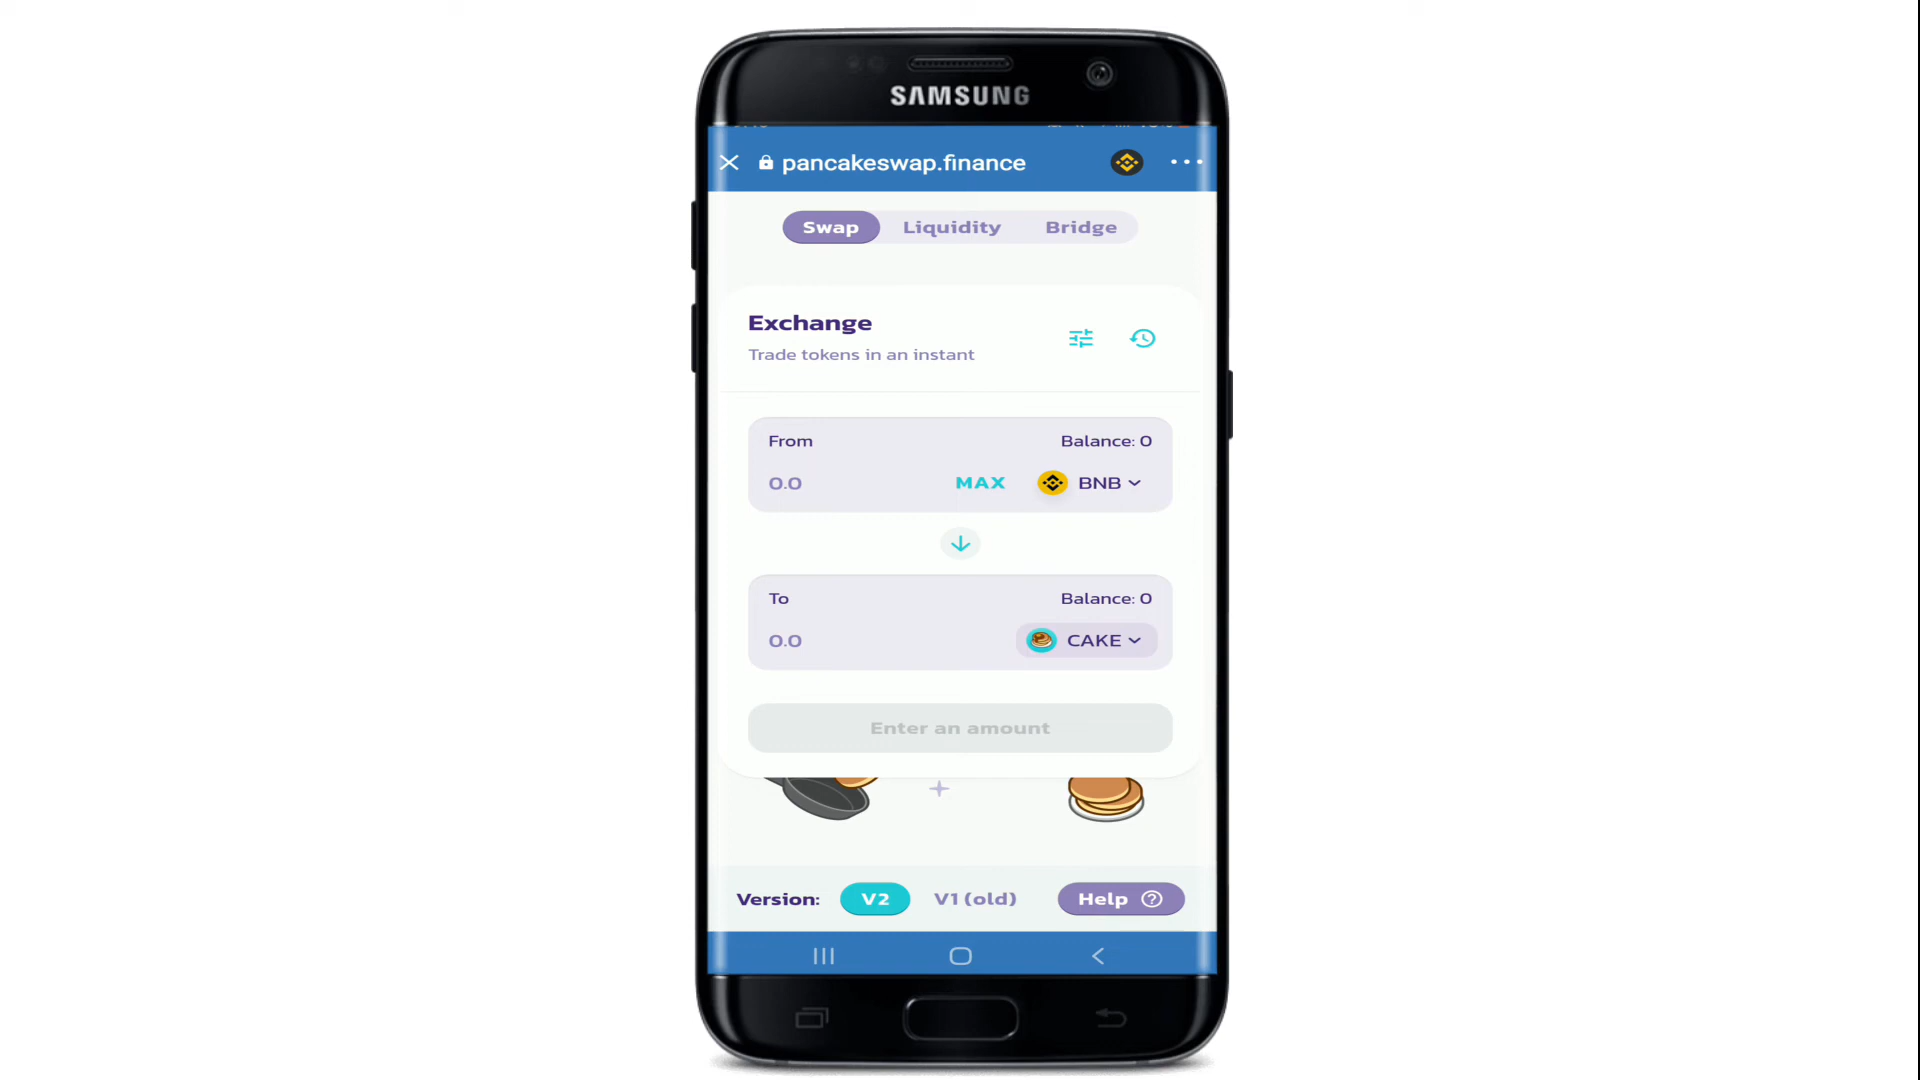 SAMSUNG
pancakeswap.finance
Swap Liquidity Bridge
Exchange
Trade tokens in an instant
From Balance: 0
0.0 MAX BNB
To Balance: 0
0.0 CAKE
Enter an amount
Version: V2 V1 (old) Help ?